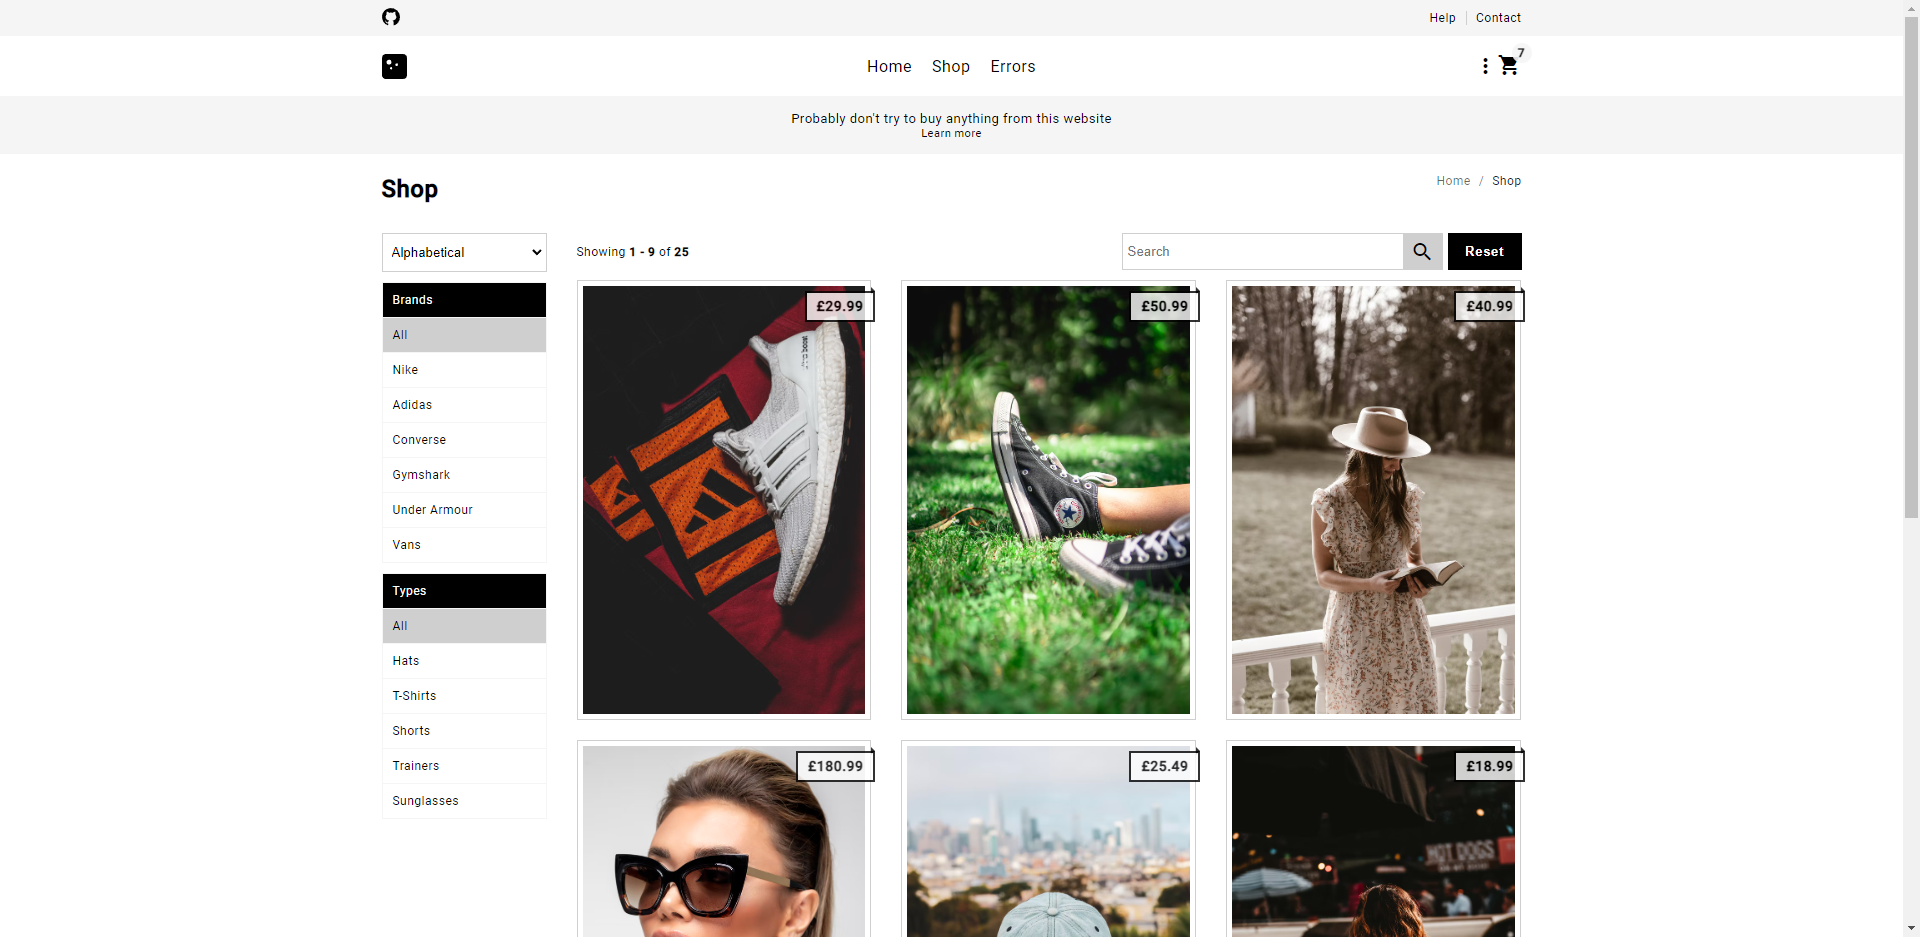 Help
Contact
Home
Shop
Errors
7
Probably don't try to buy anything from this website
Learn more
Shop
Home / Shop
Alphabetical
Showing 1 - 9 of 25
Search
Reset
Brands
All
Nike
Adidas
Converse
Gymshark
Under Armour
Vans
Types
All
Hats
T-Shirts
Shorts
Trainers
Sunglasses
£29.99
£50.99
£40.99
£180.99
£25.49
£18.99
HOT DOGS